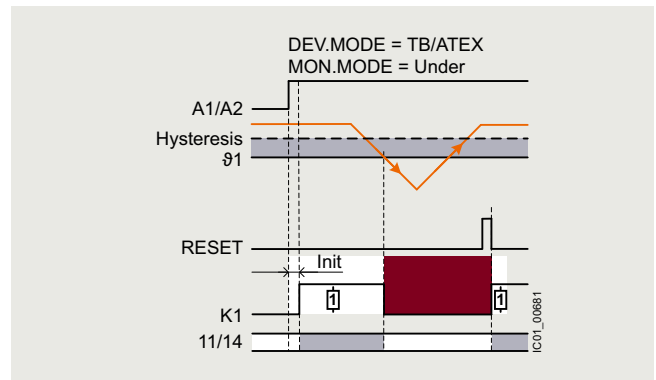 DEV.MODE = TB/ATEX
MON.MODE = Under
A1/A2
Hysteresis
ϑ1
RESET
Init
1
1
K1
11/14
IC01_00681